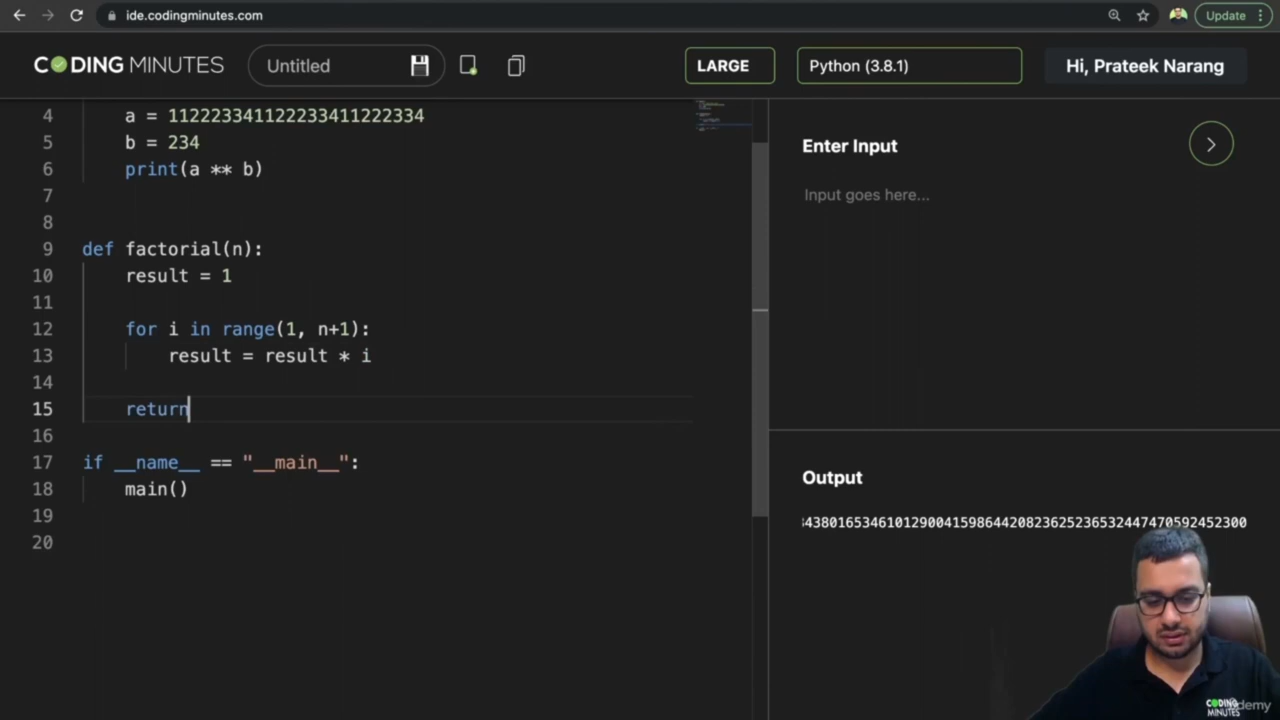 ide.codingminutes.com
Update
CODING MINUTES
Untitled
LARGE
Python (3.8.1)
Hi, Prateek Narang
4 a = 112223341122233411222334
5 b = 234
6 print(a ** b)
7
8
9 def factorial(n):
10 result = 1
11
12 for i in range(1, n+1):
13 result = result * i
14
15 return
16
17 if __name__ == "__main__":
18 main()
19
20
Enter Input
Input goes here...
Output
438016534610129004159864420823625236532447470592452300
CODING
MINUTES